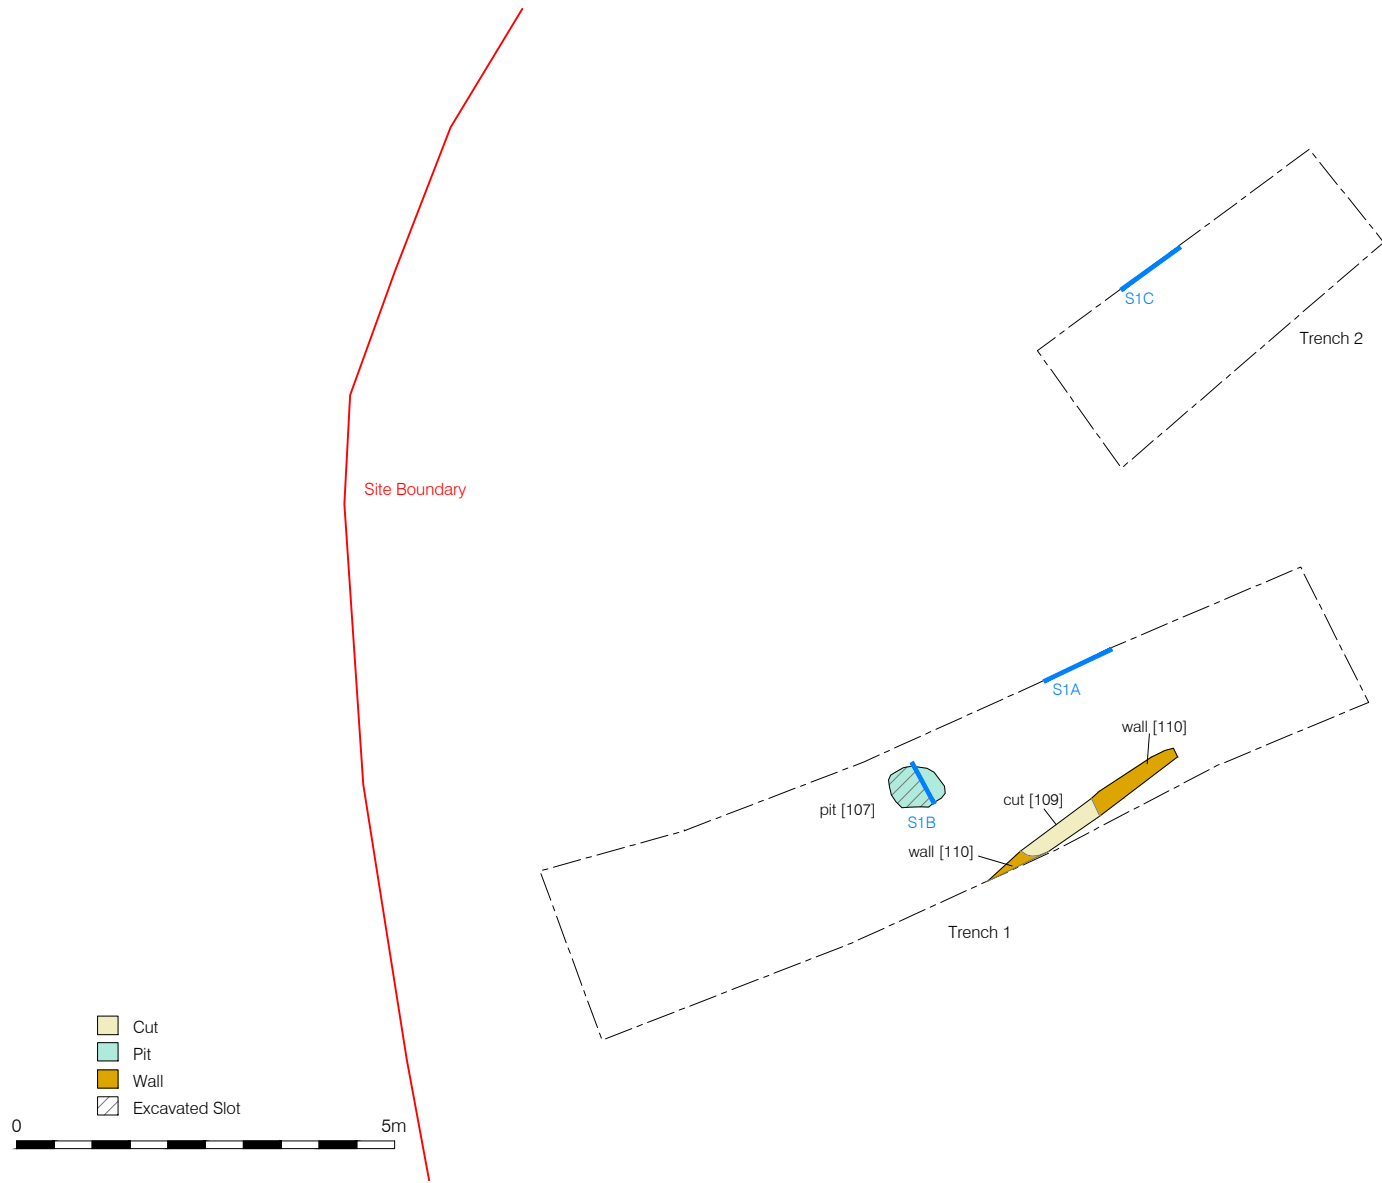 S1C
Trench 2
Site Boundary
S1A
wall [110]
cut [109]
pit [107]
S1B
wall [110]
Trench 1
Cut
Pit
Wall
Excavated Slot
0 5m